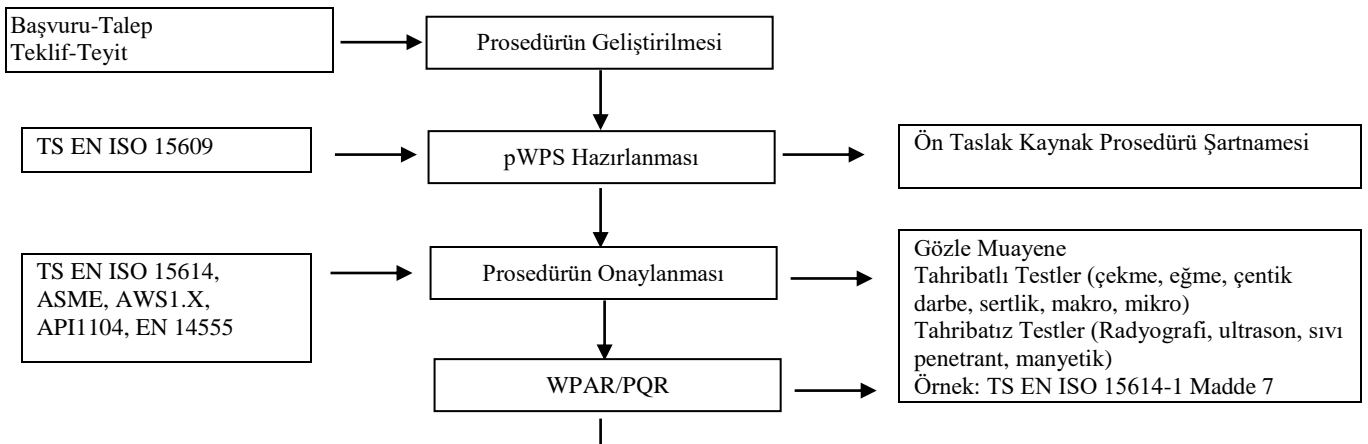 Başvuru-Talep
Teklif-Teyit
Prosedürün Geliştirilmesi
TS EN ISO 15609
pWPS Hazırlanması
Ön Taslak Kaynak Prosedürü Şartnamesi
TS EN ISO 15614,
ASME, AWS1.X,
API1104, EN 14555
Prosedürün Onaylanması
Gözle Muayene
Tahribatlı Testler (çekme, eğme, çentik
darbe, sertlik, makro, mikro)
Tahribatız Testler (Radyografi, ultrason, sıvı
penetrant, manyetik)
Örnek: TS EN ISO 15614-1 Madde 7
WPAR/PQR